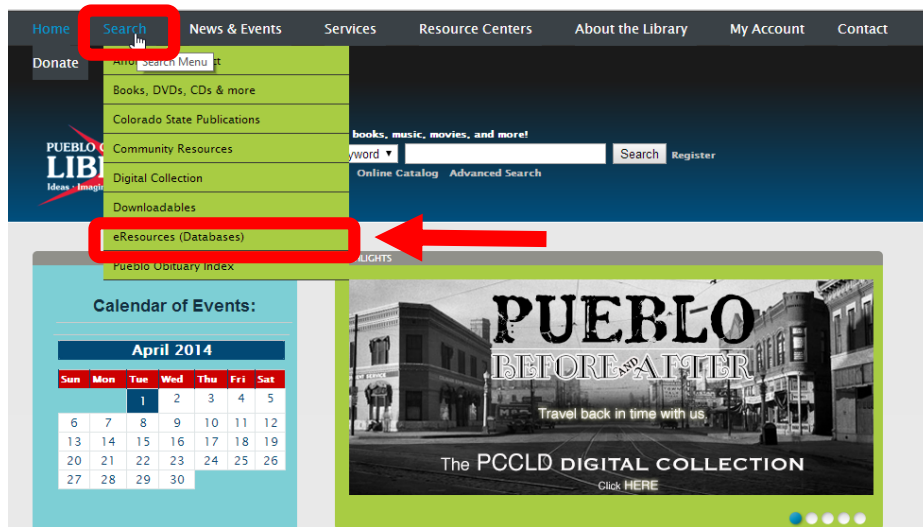 Home Search News & Events Services Resource Centers About the Library My Account Contact
Donate
Search Menu
Books, DVDs, CDs & more
Colorado State Publications
Community Resources
Digital Collection
Downloadables
eResources (Databases)
Pueblo Obituary Index
books, music, movies, and more!
Search Register
Online Catalog Advanced Search
PUEBLO
Calendar of Events:
April 2014
Sun Mon Tue Wed Thu Fri Sat
1 2 3 4 5
6 7 8 9 10 11 12
13 14 15 16 17 18 19
20 21 22 23 24 25 26
27 28 29 30
PUEBLO
BEFORE AND AFTER
Travel back in time with us
The PCCLD DIGITAL COLLECTION
Click HERE